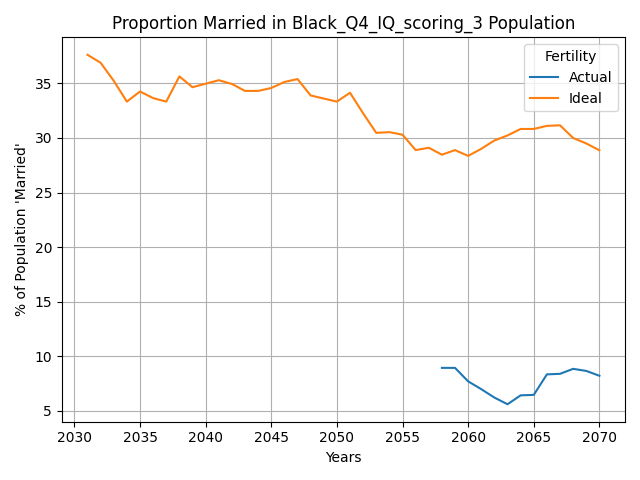 Proportion Married in Black_Q4_IQ_scoring_3 Population
Fertility
Actual
Ideal
% of Population 'Married'
35
30
25
20
15
10
5
2030 2035 2040 2045 2050 2055 2060 2065 2070
Years